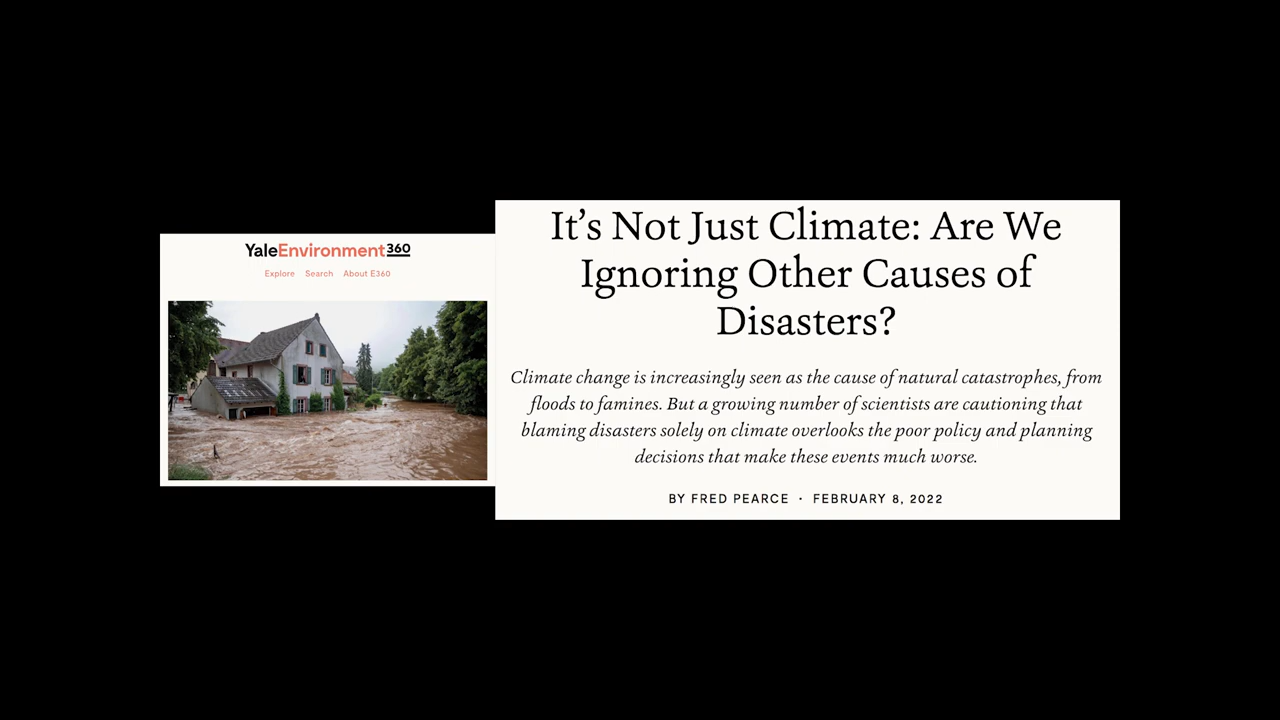 YaleEnvironment360
Explore Search About E360
It’s Not Just Climate: Are We
Ignoring Other Causes of
Disasters?
Climate change is increasingly seen as the cause of natural catastrophes, from
floods to famines. But a growing number of scientists are cautioning that
blaming disasters solely on climate overlooks the poor policy and planning
decisions that make these events much worse.
BY FRED PEARCE · FEBRUARY 8, 2022